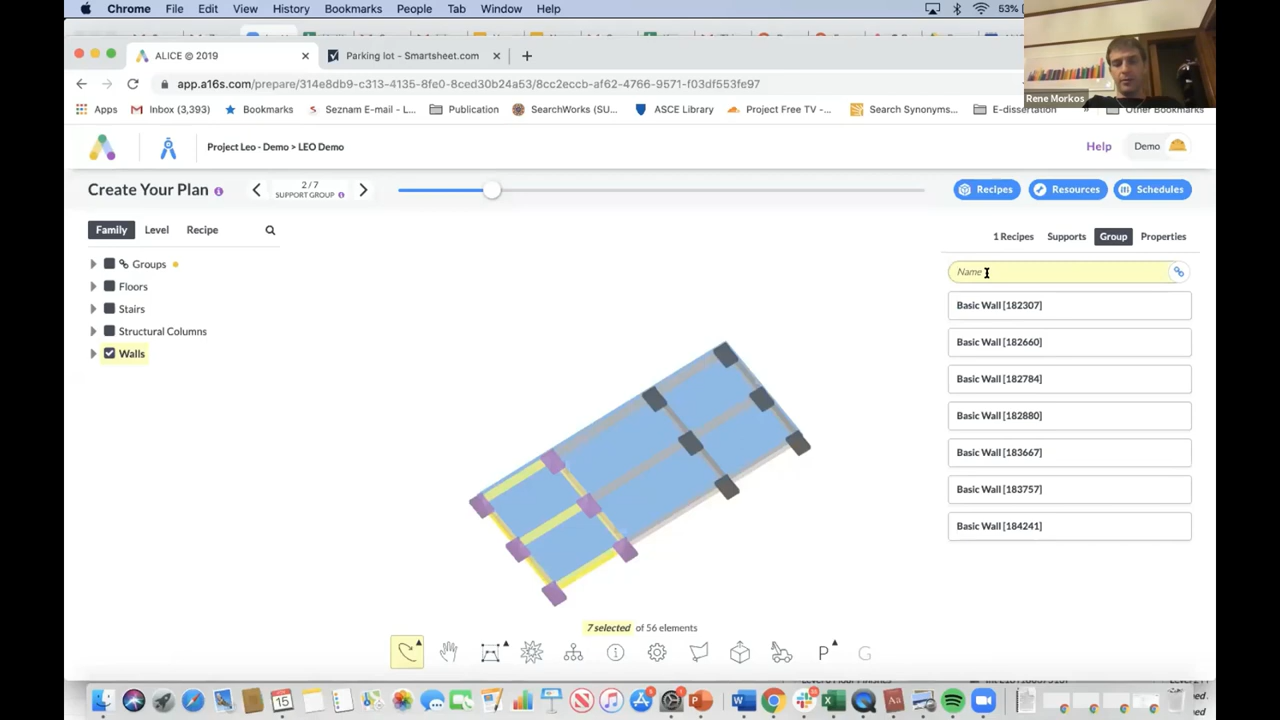 Chrome File Edit View History Bookmarks People Tab Window Help 53%
ALICE © 2019 Parking lot - Smartsheet.com
app.a16s.com/prepare/314e8db9-c313-4135-8fe0-8ced30b24a53/8cc2eccb-af62-4766-9571-f03df553fe97
Apps Inbox (3,393) Bookmarks Seznam E-mail - (... Publication SearchWorks (SU... ASCE Library Project Free TV -... Search Synonyms... E-dissertation Other Bookmarks
Rene Morkos
Project Leo - Demo > LEO Demo Help Demo
Create Your Plan 2/7 Recipes Resources Schedules
SUPPORT GROUP
Family Level Recipe 1 Recipes Supports Group Properties
Groups
Floors
Stairs
Structural Columns
Walls
Name
Basic Wall [182307]
Basic Wall [182660]
Basic Wall [182784]
Basic Wall [182880]
Basic Wall [183667]
Basic Wall [183757]
Basic Wall [184241]
7 selected of 56 elements
P G
15